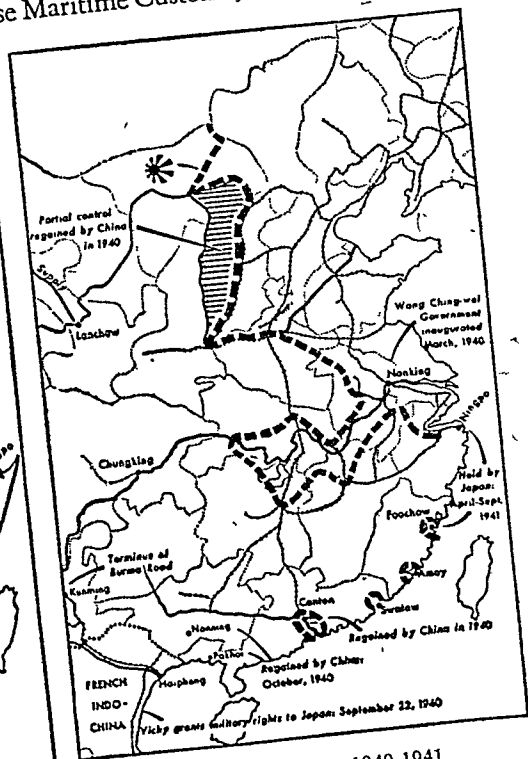 se Maritime Custom
Partial control
regained by China
in 1940
Supply
Lanchow
Wang Ching-wei
Government
inaugurated
March, 1940
Nanking
Ningpo
Chungking
Held by
Japan:
April-Sept.
1941
Foochow
Amoy
Terminus of
Burma Road
Kunming
Canton
Swatow
Nanning
Regained by China in 1940
Pakhoi
Regained by China:
October, 1940
FRENCH
INDO-
CHINA
Haiphong
Vichy grants military rights to Japan: September 22, 1940
1940-1941